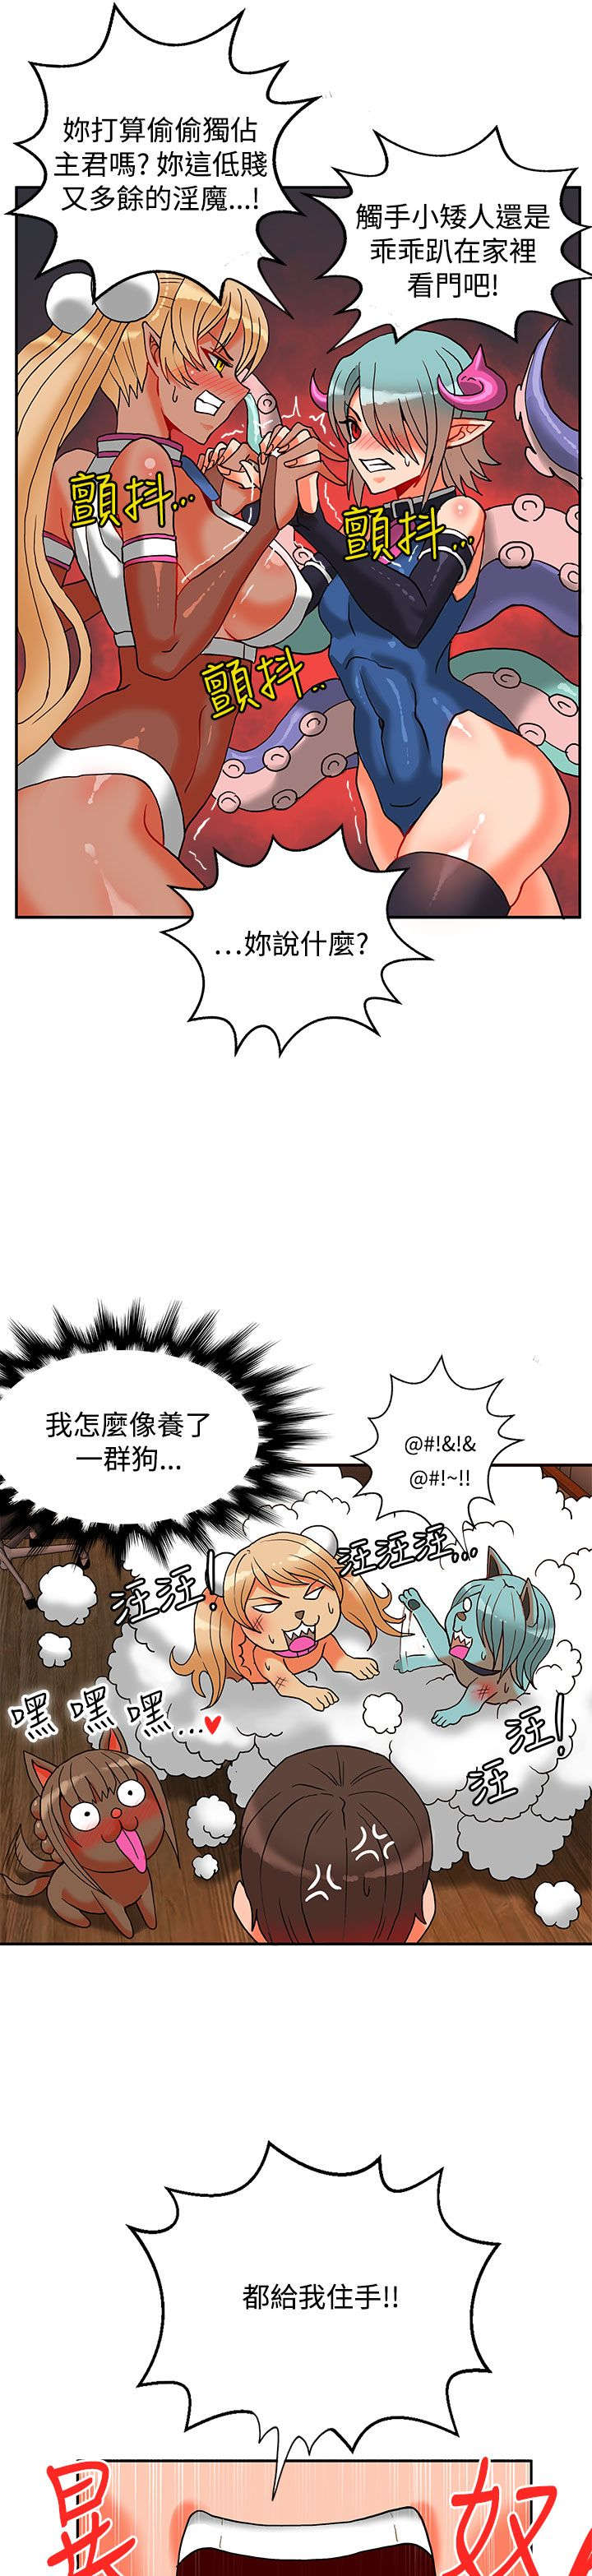 妳打算偷偷獨佔
主君嗎? 妳這低賤
又多餘的淫魔...!
觸手小矮人還是
乖乖趴在家裡
看門吧!
顫抖...
顫抖...
顫抖...
...妳說什麼?
我怎麼像養了
一群狗...
@#!&!&
@#!~!!
汪汪!
汪汪汪...
嘿嘿嘿...♥
汪汪!
都給我住手!!
暴怒